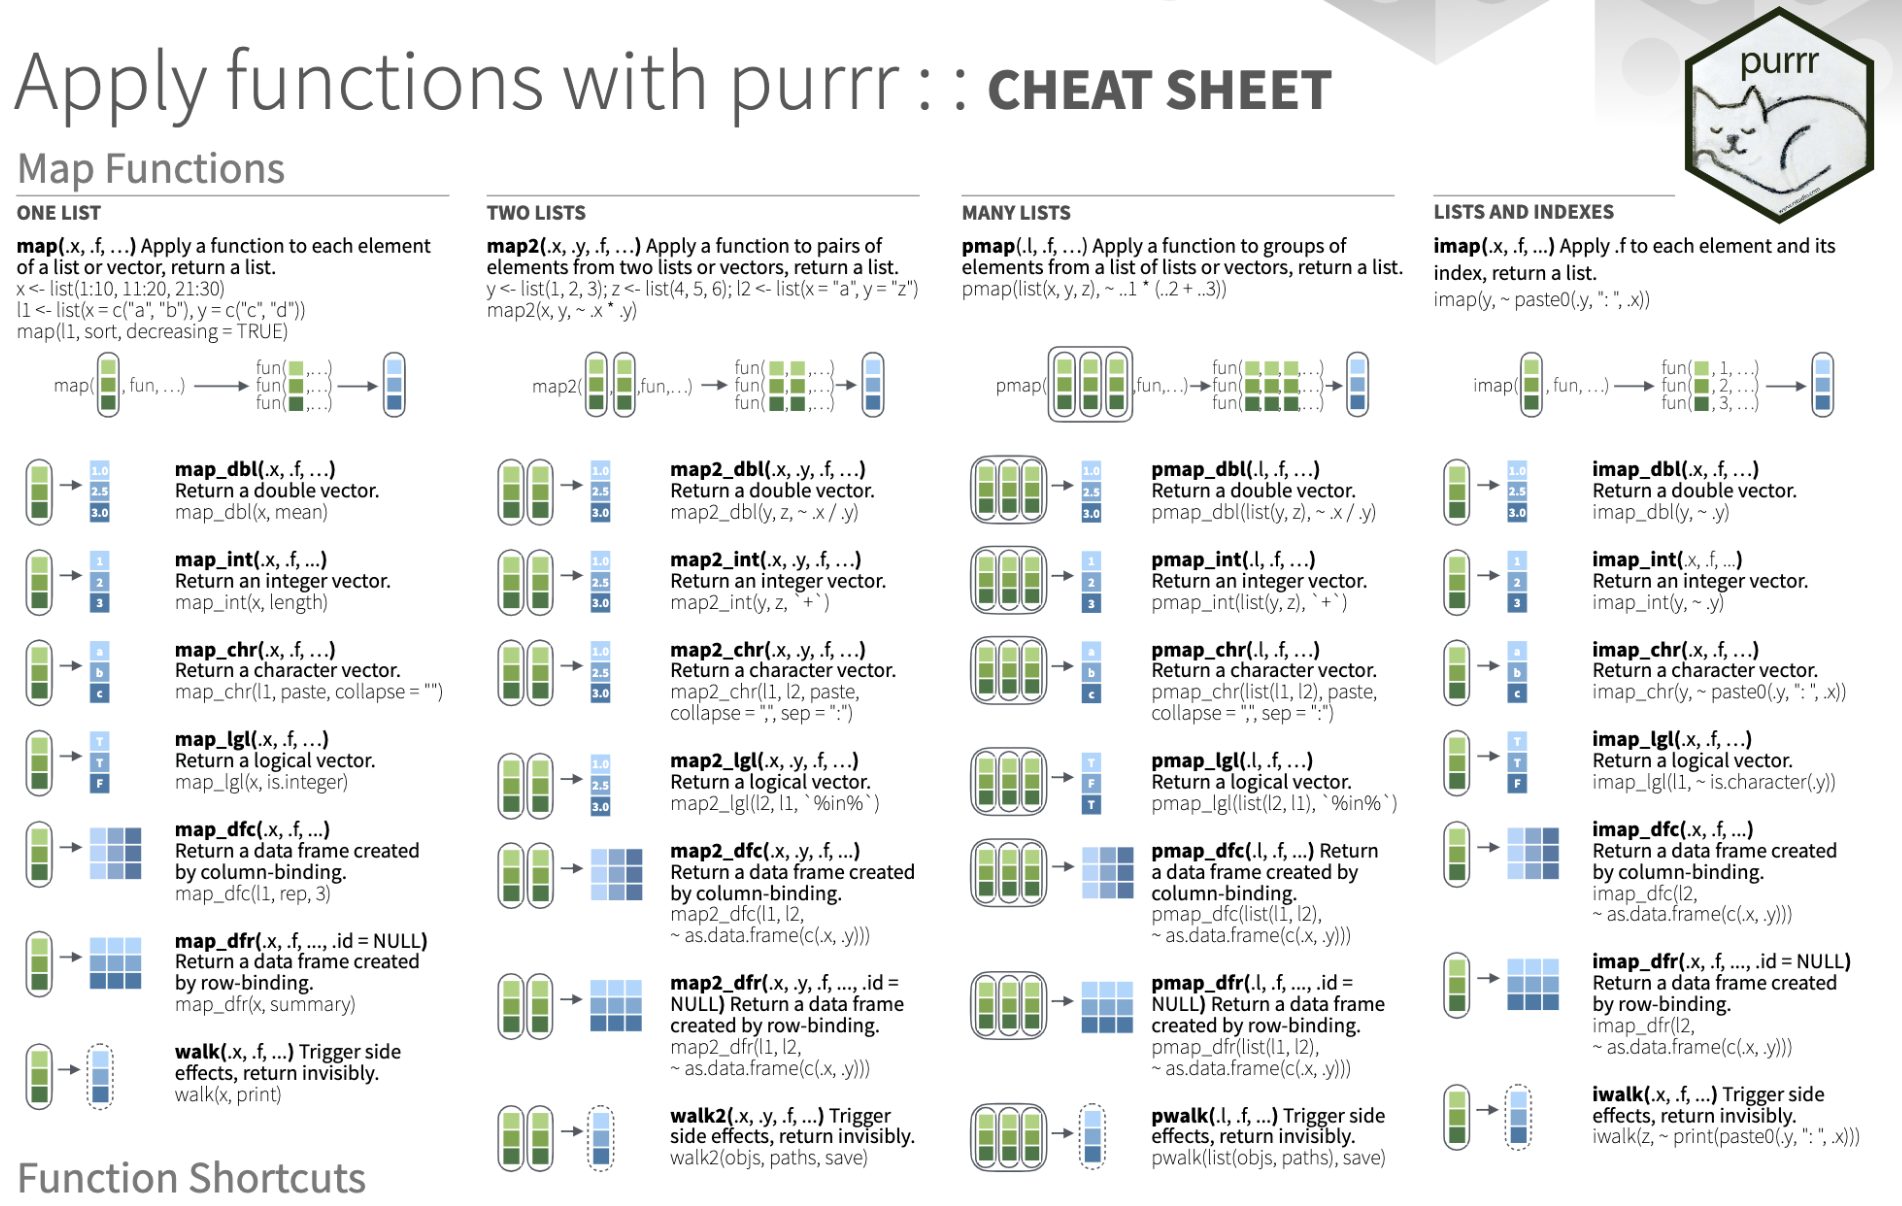 Apply functions with purrr : : CHEAT SHEET
purrr
Map Functions
ONE LIST
map(.x, .f, …) Apply a function to each element
of a list or vector, return a list.
x <- list(1:10, 11:20, 21:30)
l1 <- list(x = c("a", "b"), y = c("c", "d"))
map(l1, sort, decreasing = TRUE)
map( , fun, …)
fun( ,…)
fun( ,…)
fun( ,…)
1.0
2.5
3.0
map_dbl(.x, .f, …)
Return a double vector.
map_dbl(x, mean)
1
2
3
map_int(.x, .f, ...)
Return an integer vector.
map_int(x, length)
a
b
c
map_chr(.x, .f, …)
Return a character vector.
map_chr(l1, paste, collapse = "")
T
T
F
map_lgl(.x, .f, …)
Return a logical vector.
map_lgl(x, is.integer)
map_dfc(.x, .f, ...)
Return a data frame created
by column-binding.
map_dfc(l1, rep, 3)
map_dfr(.x, .f, ..., .id = NULL)
Return a data frame created
by row-binding.
map_dfr(x, summary)
walk(.x, .f, ...) Trigger side
effects, return invisibly.
walk(x, print)
TWO LISTS
map2(.x, .y, .f, …) Apply a function to pairs of
elements from two lists or vectors, return a list.
y <- list(1, 2, 3); z <- list(4, 5, 6); l2 <- list(x = "a", y = "z")
map2(x, y, ~ .x * .y)
map2( , ,fun,…)
fun( , ,…)
fun( , ,…)
fun( , ,…)
1.0
2.5
3.0
map2_dbl(.x, .y, .f, …)
Return a double vector.
map2_dbl(y, z, ~ .x / .y)
1.0
2.5
3.0
map2_int(.x, .y, .f, …)
Return an integer vector.
map2_int(y, z, `+`)
1.0
2.5
3.0
map2_chr(.x, .y, .f, …)
Return a character vector.
map2_chr(l1, l2, paste,
collapse = ",", sep = ":")
1.0
2.5
3.0
map2_lgl(.x, .y, .f, …)
Return a logical vector.
map2_lgl(l2, l1, `%in%`)
map2_dfc(.x, .y, .f, ...)
Return a data frame created
by column-binding.
map2_dfc(l1, l2,
~ as.data.frame(c(.x, .y)))
map2_dfr(.x, .y, .f, ..., .id =
NULL) Return a data frame
created by row-binding.
map2_dfr(l1, l2,
~ as.data.frame(c(.x, .y)))
walk2(.x, .y, .f, ...) Trigger
side effects, return invisibly.
walk2(objs, paths, save)
MANY LISTS
pmap(.l, .f, …) Apply a function to groups of
elements from a list of lists or vectors, return a list.
pmap(list(x, y, z), ~ ..1 * (..2 + ..3))
pmap( ,fun,…)
fun( , , ,…)
fun( , , ,…)
fun( , , ,…)
1.0
2.5
3.0
pmap_dbl(.l, .f, …)
Return a double vector.
pmap_dbl(list(y, z), ~ .x / .y)
1
2
3
pmap_int(.l, .f, …)
Return an integer vector.
pmap_int(list(y, z), `+`)
a
b
c
pmap_chr(.l, .f, …)
Return a character vector.
pmap_chr(list(l1, l2), paste,
collapse = ",", sep = ":")
T
F
T
pmap_lgl(.l, .f, …)
Return a logical vector.
pmap_lgl(list(l2, l1), `%in%`)
pmap_dfc(.l, .f, ...) Return
a data frame created by
column-binding.
pmap_dfc(list(l1, l2),
~ as.data.frame(c(.x, .y)))
pmap_dfr(.l, .f, ..., .id =
NULL) Return a data frame
created by row-binding.
pmap_dfr(list(l1, l2),
~ as.data.frame(c(.x, .y)))
pwalk(.l, .f, ...) Trigger side
effects, return invisibly.
pwalk(list(objs, paths), save)
LISTS AND INDEXES
imap(.x, .f, ...) Apply .f to each element and its
index, return a list.
imap(y, ~ paste0(.y, ": ", .x))
imap( , fun, …)
fun( , 1, …)
fun( , 2, …)
fun( , 3, …)
1.0
2.5
3.0
imap_dbl(.x, .f, …)
Return a double vector.
imap_dbl(y, ~ .y)
1
2
3
imap_int(.x, .f, ...)
Return an integer vector.
imap_int(y, ~ .y)
a
b
c
imap_chr(.x, .f, …)
Return a character vector.
imap_chr(y, ~ paste0(.y, ": ", .x))
T
T
F
imap_lgl(.x, .f, …)
Return a logical vector.
imap_lgl(l1, ~ is.character(.y))
imap_dfc(.x, .f, ...)
Return a data frame created
by column-binding.
imap_dfc(l2,
~ as.data.frame(c(.x, .y)))
imap_dfr(.x, .f, ..., .id = NULL)
Return a data frame created
by row-binding.
imap_dfr(l2,
~ as.data.frame(c(.x, .y)))
iwalk(.x, .f, ...) Trigger side
effects, return invisibly.
iwalk(z, ~ print(paste0(.y, ": ", .x)))
Function Shortcuts